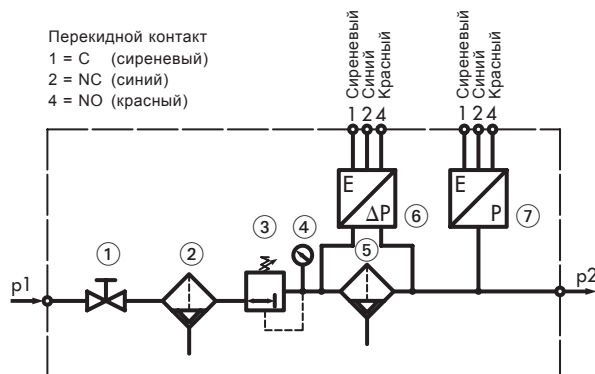 Перекидной контакт
1 = C (сиреневый)
2 = NC (синий)
4 = NO (красный)
Сиреневый
Синий
Красный
Сиреневый
Синий
Красный
1 2 4
1 2 4
E
ΔP
6
E
P
7
1
2
3
4
5
p1
p2